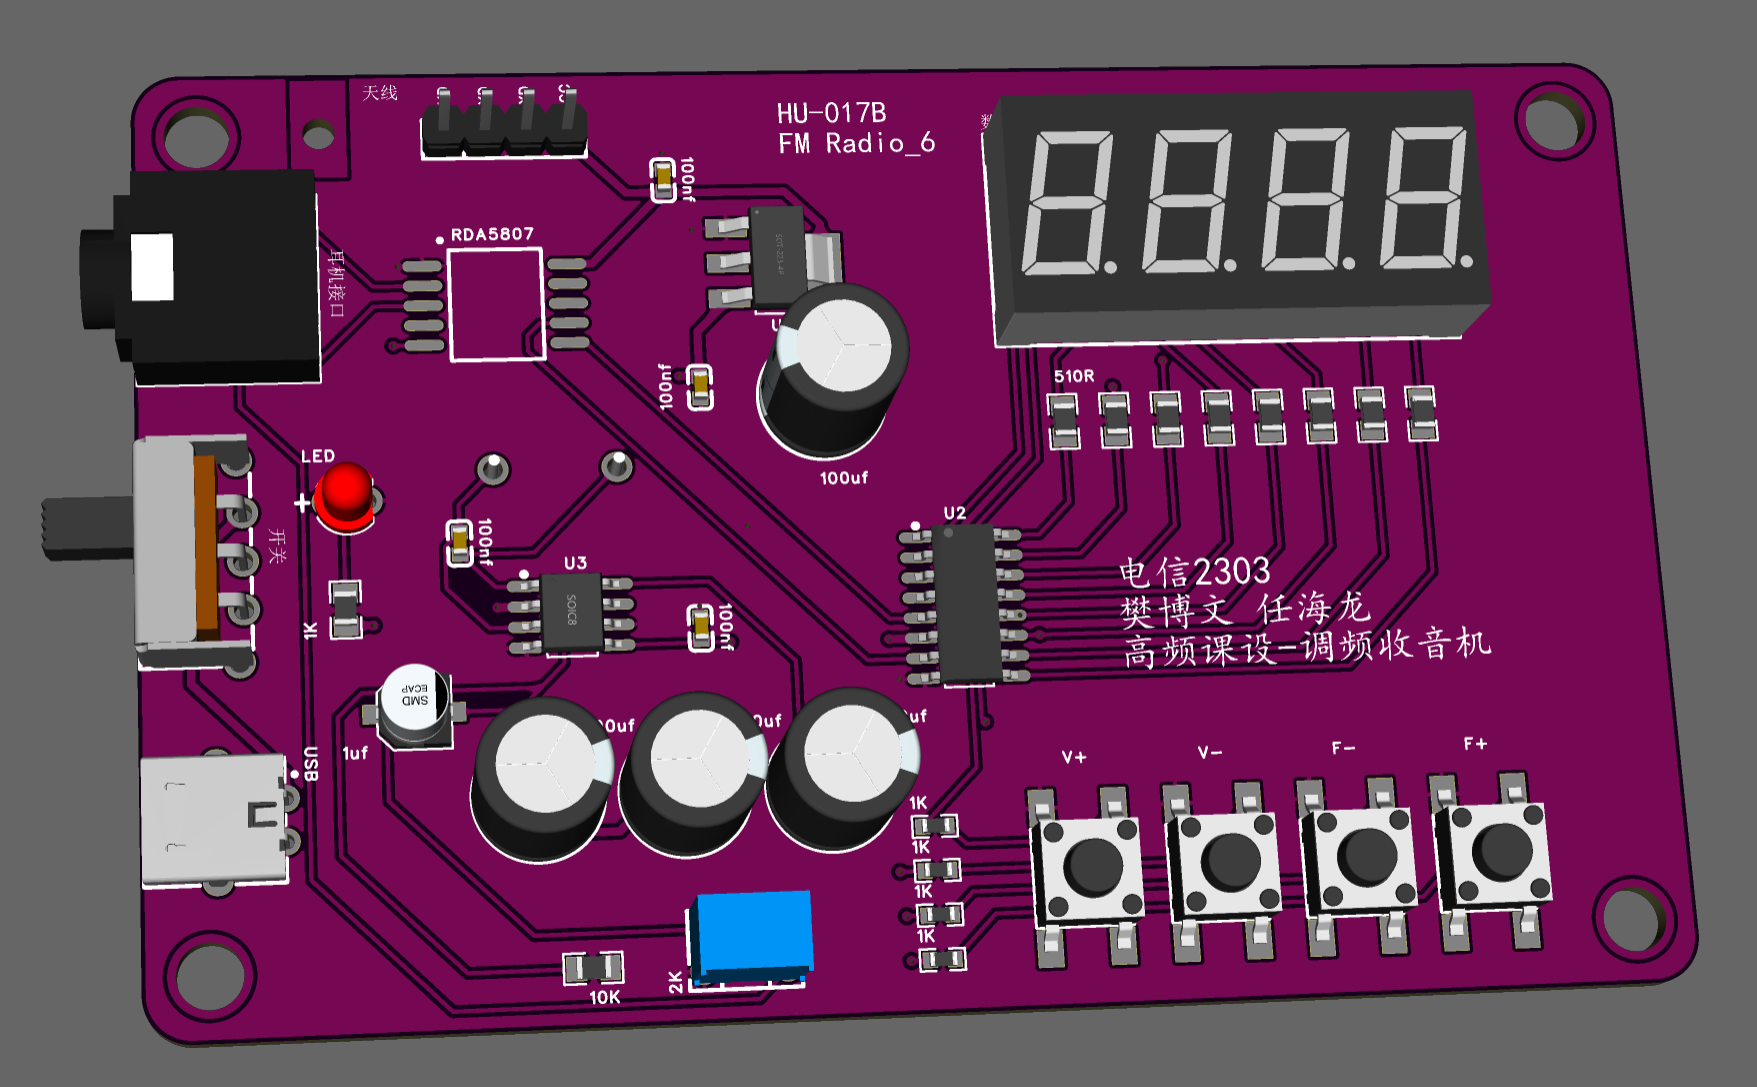 天线
HU-017B
FM Radio_6
100nf
RDA5807
耳机接口
100nf
510R
100uf
LED
+
开关
1K
100nf
U3
SOIC8
100nf
U2
电信2303
樊博文 任海龙
高频课设-调频收音机
SMD
ECAP
1uf
USB
V+
V-
F-
F+
1K
1K
1K
1K
10K
2K